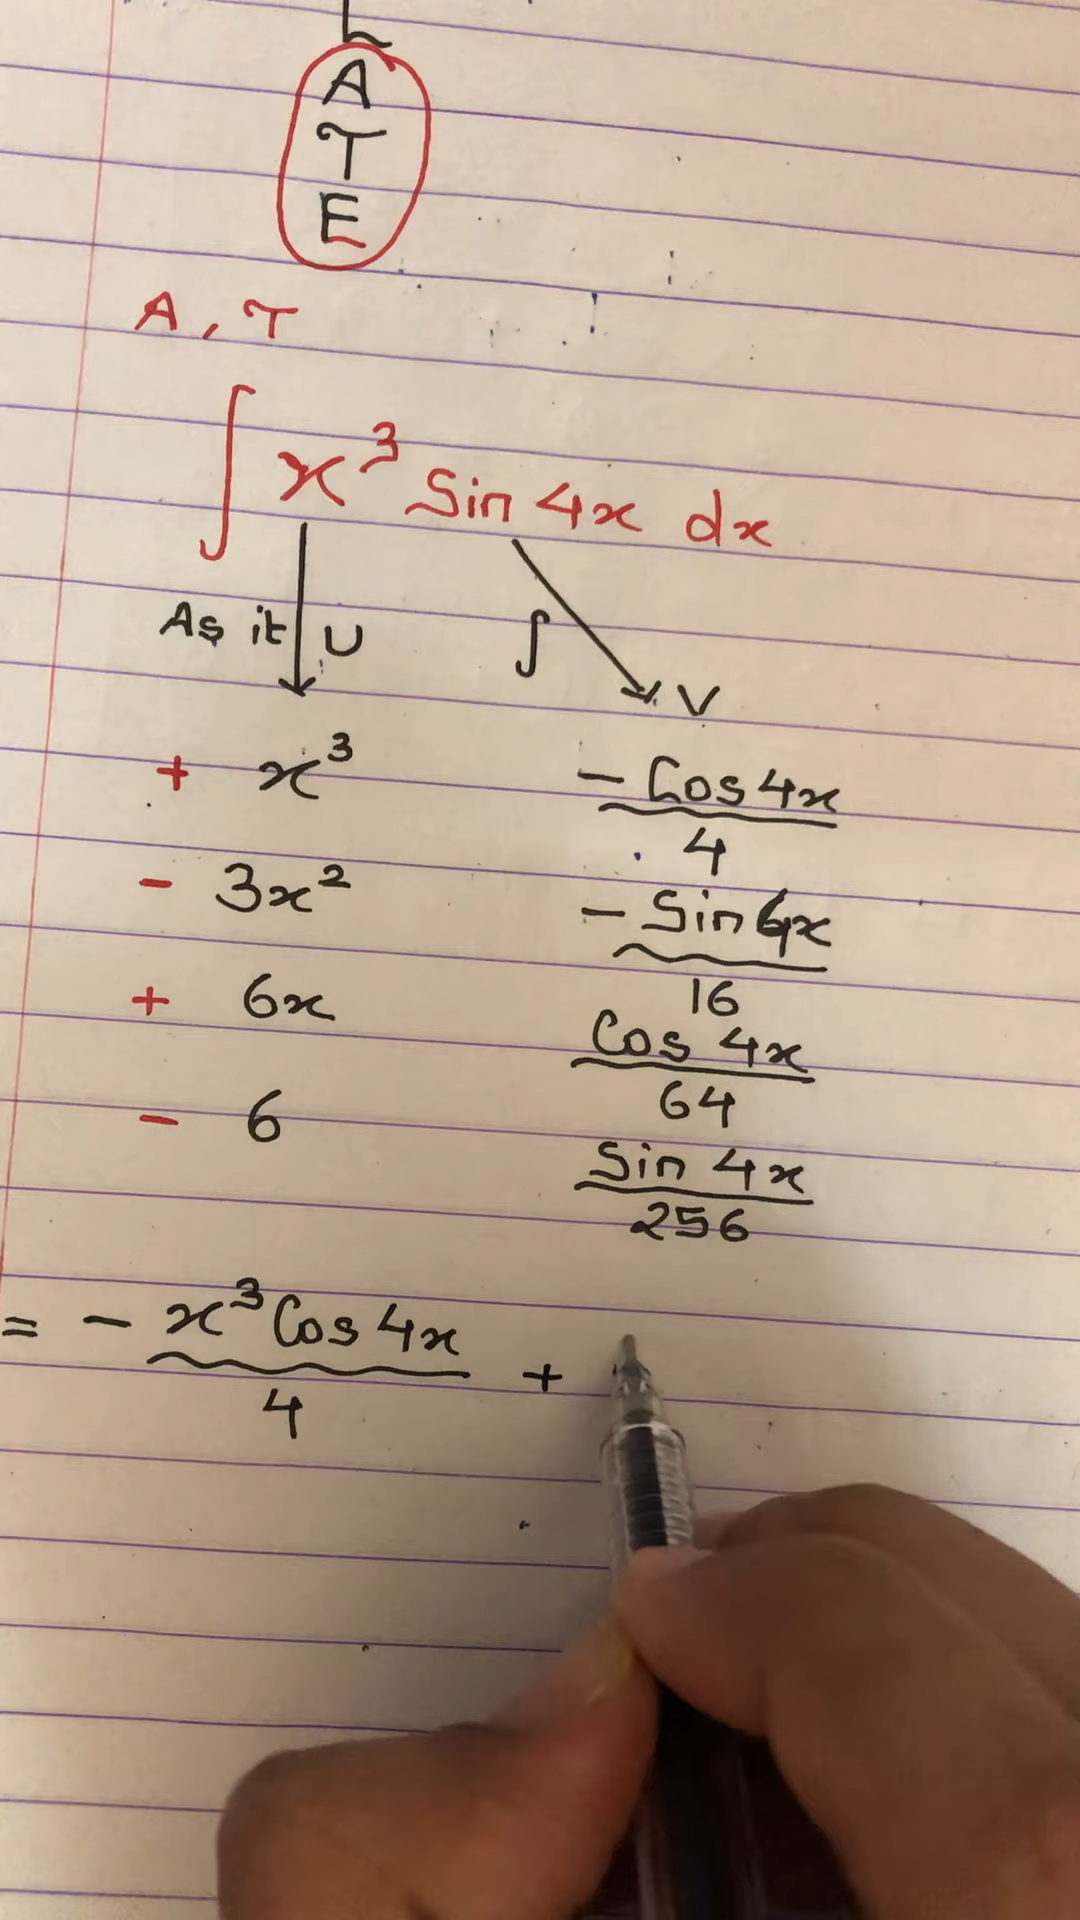 L
A
T
E
A, T
∫ x³ Sin 4x dx
As it U ∫ V
+ x³ - Cos 4x / 4
- 3x² - Sin 4x / 16
+ 6x Cos 4x / 64
- 6 Sin 4x / 256
= - x³ Cos 4x / 4 +